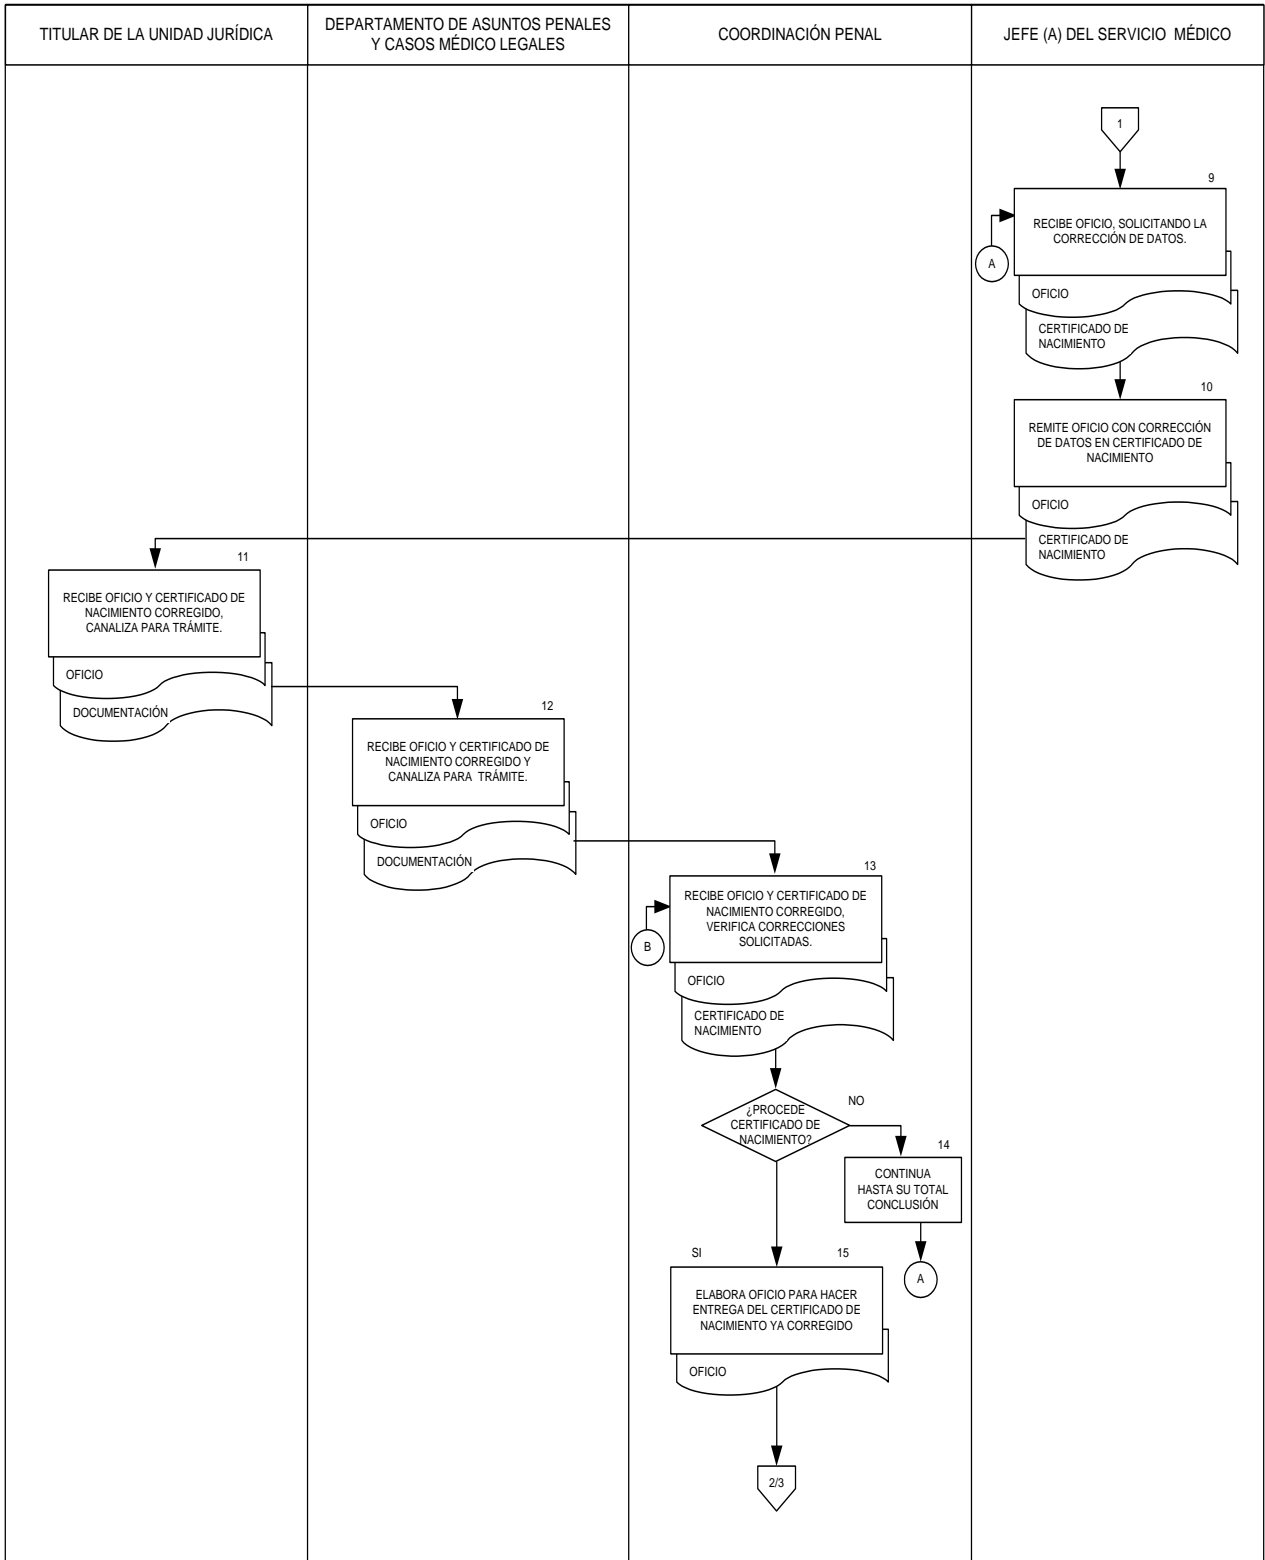 TITULAR DE LA UNIDAD JURÍDICA
DEPARTAMENTO DE ASUNTOS PENALES
Y CASOS MÉDICO LEGALES
COORDINACIÓN PENAL
JEFE (A) DEL SERVICIO MÉDICO
1
9
RECIBE OFICIO, SOLICITANDO LA
CORRECCIÓN DE DATOS.
A
OFICIO
CERTIFICADO DE
NACIMIENTO
10
REMITE OFICIO CON CORRECCIÓN
DE DATOS EN CERTIFICADO DE
NACIMIENTO
OFICIO
CERTIFICADO DE
NACIMIENTO
11
RECIBE OFICIO Y CERTIFICADO DE
NACIMIENTO CORREGIDO,
CANALIZA PARA TRÁMITE.
OFICIO
DOCUMENTACIÓN
12
RECIBE OFICIO Y CERTIFICADO DE
NACIMIENTO CORREGIDO Y
CANALIZA PARA TRÁMITE.
OFICIO
DOCUMENTACIÓN
13
RECIBE OFICIO Y CERTIFICADO DE
NACIMIENTO CORREGIDO,
VERIFICA CORRECCIONES
SOLICITADAS.
B
OFICIO
CERTIFICADO DE
NACIMIENTO
¿PROCEDE
CERTIFICADO DE
NACIMIENTO?
NO
14
CONTINUA
HASTA SU TOTAL
CONCLUSIÓN
A
SI
15
ELABORA OFICIO PARA HACER
ENTREGA DEL CERTIFICADO DE
NACIMIENTO YA CORREGIDO
OFICIO
2/3